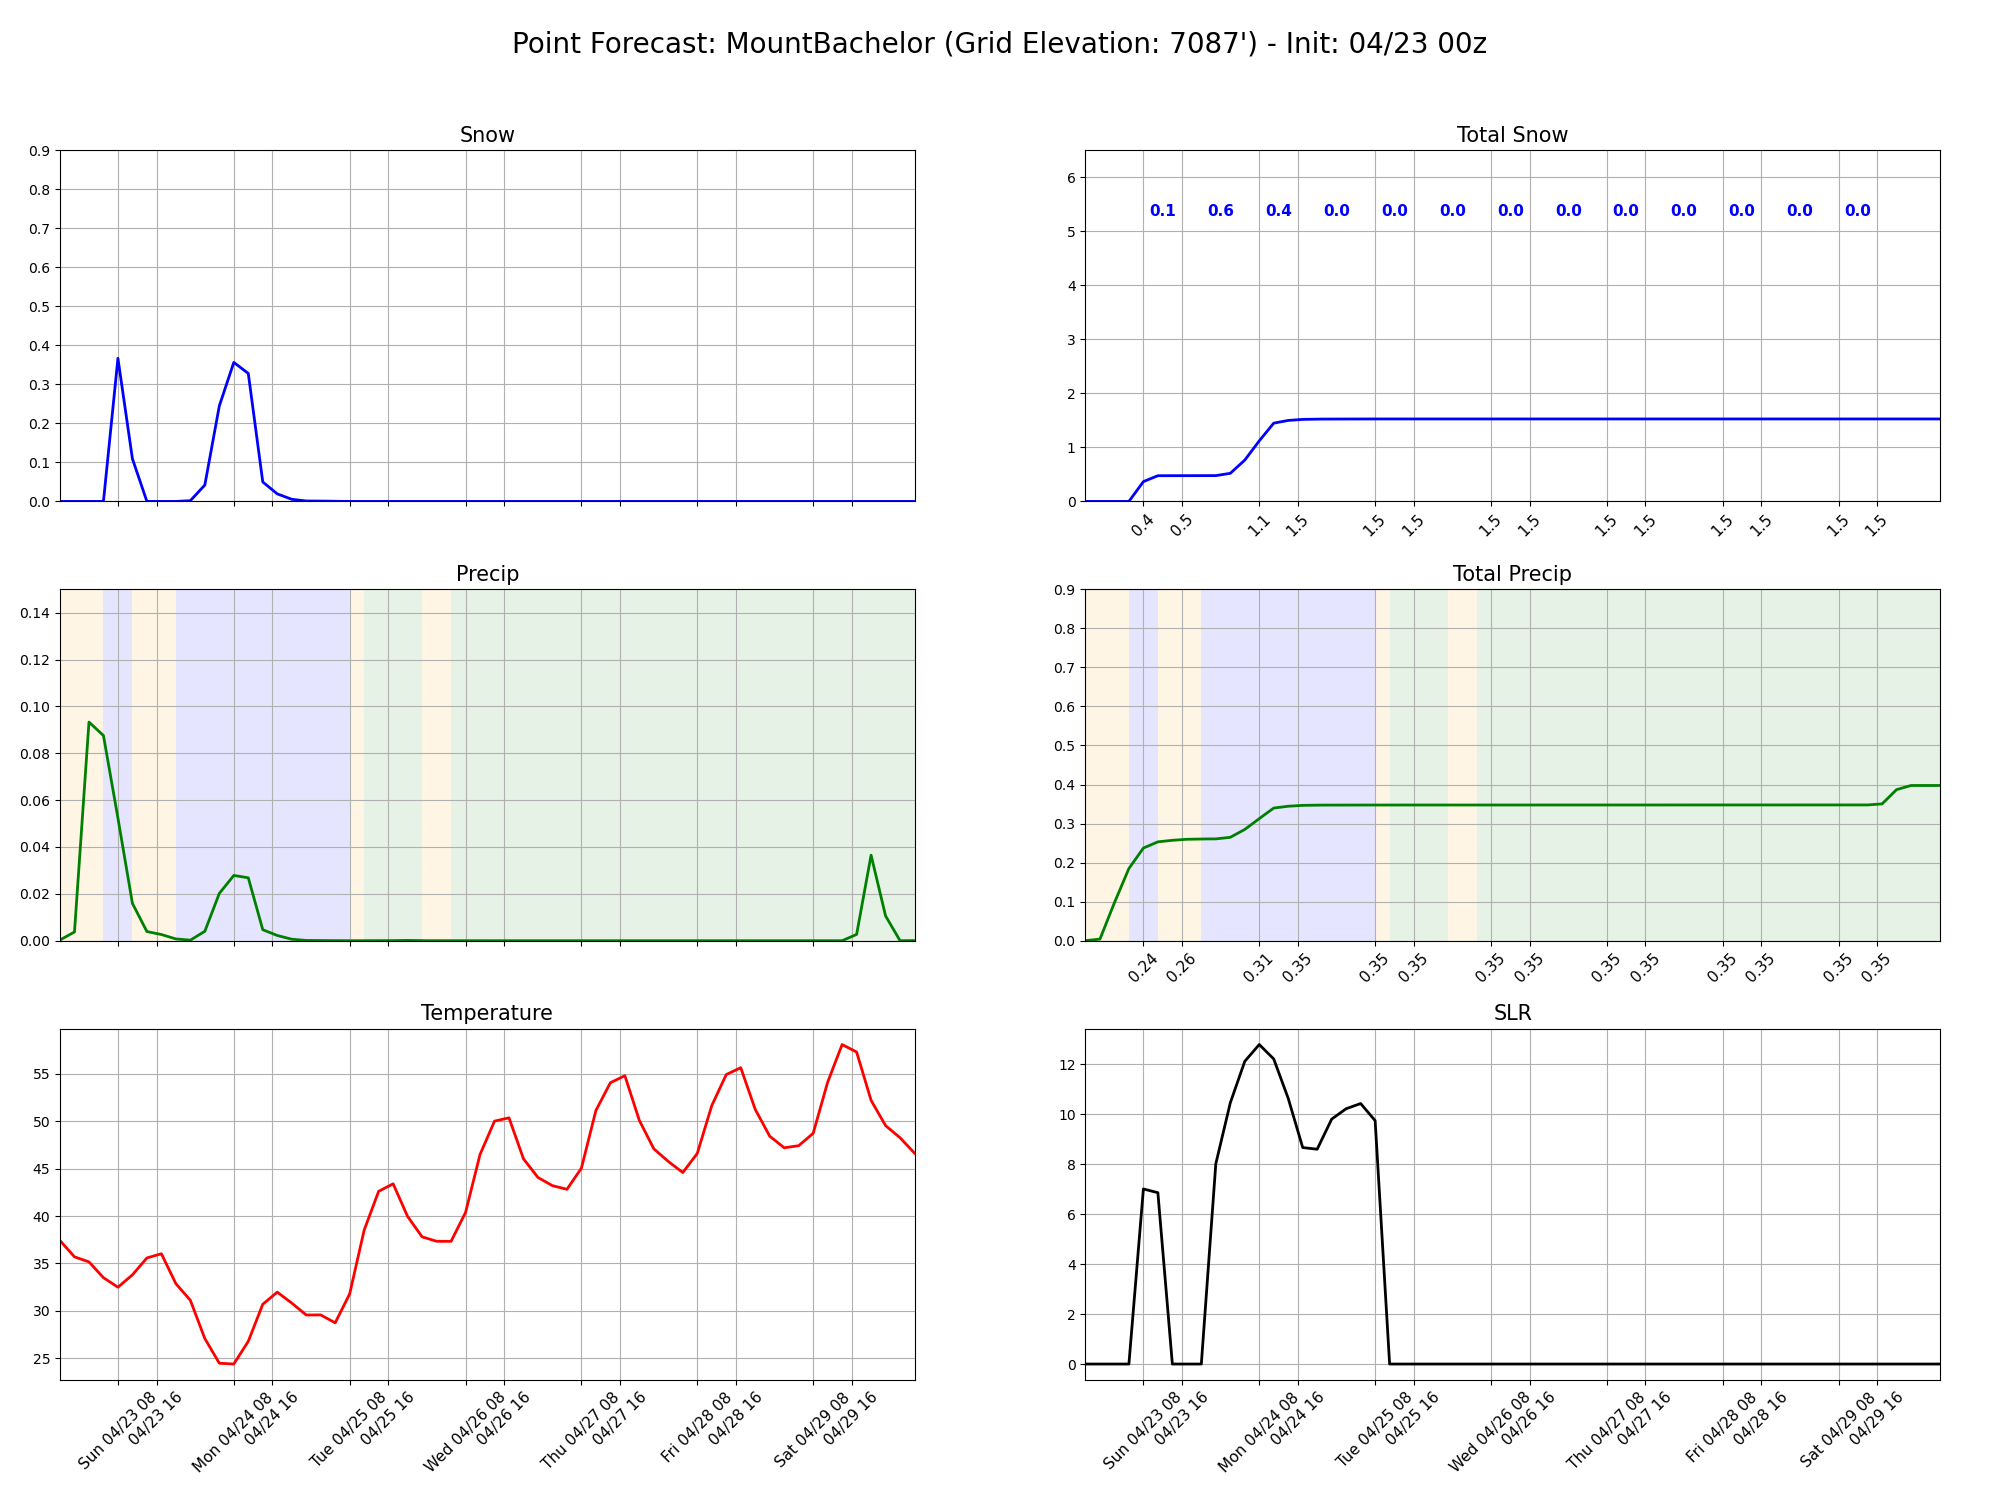 Point Forecast: MountBachelor (Grid Elevation: 7087') - Init: 04/23 00z
Snow
0.9
0.8
0.7
0.6
0.5
0.4
0.3
0.2
0.1
0.0
Total Snow
6
5
4
3
2
1
0
0.1 0.6 0.4 0.0 0.0 0.0 0.0 0.0 0.0 0.0 0.0 0.0 0.0
0.4 0.5 1.1 1.5 1.5 1.5 1.5 1.5 1.5 1.5 1.5 1.5 1.5 1.5
Precip
0.14
0.12
0.10
0.08
0.06
0.04
0.02
0.00
Total Precip
0.9
0.8
0.7
0.6
0.5
0.4
0.3
0.2
0.1
0.0
0.24 0.26 0.31 0.35 0.35 0.35 0.35 0.35 0.35 0.35 0.35 0.35 0.35 0.35
Temperature
55
50
45
40
35
30
25
Sun 04/23 08
04/23 16
Mon 04/24 08
04/24 16
Tue 04/25 08
04/25 16
Wed 04/26 08
04/26 16
Thu 04/27 08
04/27 16
Fri 04/28 08
04/28 16
Sat 04/29 08
04/29 16
SLR
12
10
8
6
4
2
0
Sun 04/23 08
04/23 16
Mon 04/24 08
04/24 16
Tue 04/25 08
04/25 16
Wed 04/26 08
04/26 16
Thu 04/27 08
04/27 16
Fri 04/28 08
04/28 16
Sat 04/29 08
04/29 16